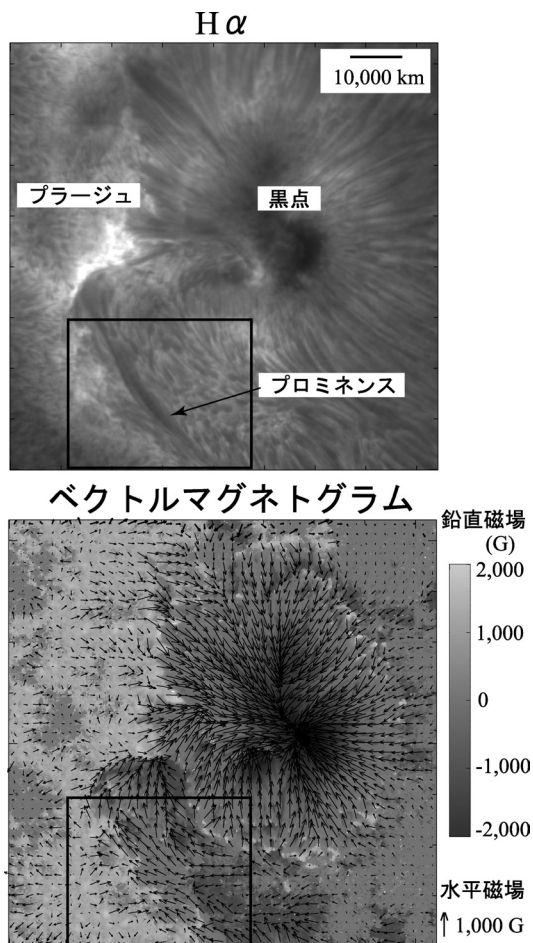 Hα
10,000 km
プラージュ
黒点
プロミネンス
ベクトルマグネトグラム
鉛直磁場
(G)
2,000
1,000
0
-1,000
-2,000
水平磁場
1,000 G